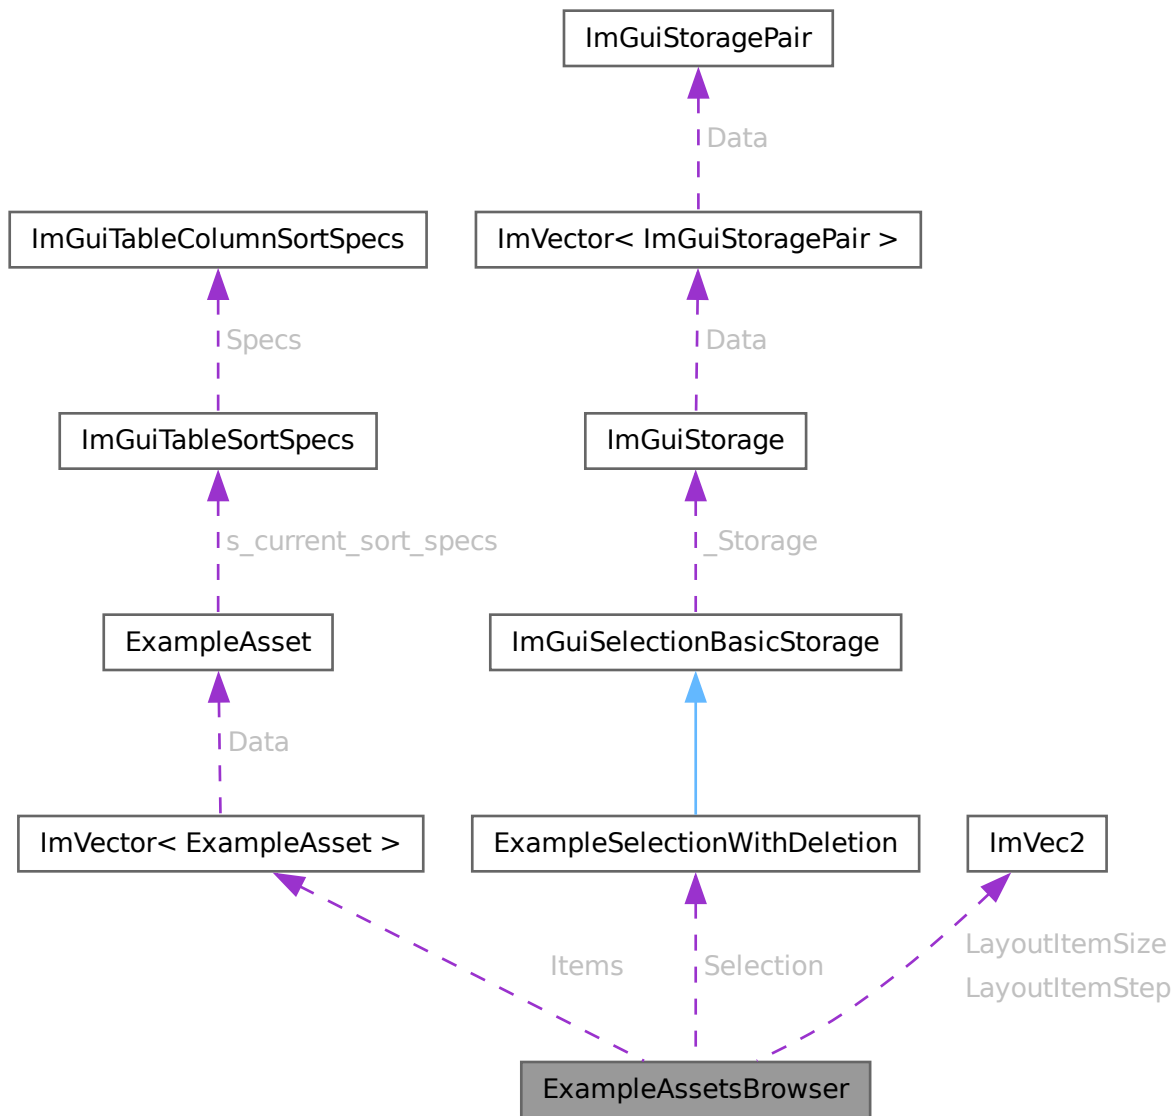 ImGuiStoragePair
Data
ImGuiTableColumnSortSpecs
ImVector< ImGuiStoragePair >
Specs
Data
ImGuiTableSortSpecs
ImGuiStorage
s_current_sort_specs
_Storage
ExampleAsset
ImGuiSelectionBasicStorage
Data
ImVector< ExampleAsset >
ExampleSelectionWithDeletion
ImVec2
Items
Selection
LayoutItemSize
LayoutItemStep
ExampleAssetsBrowser